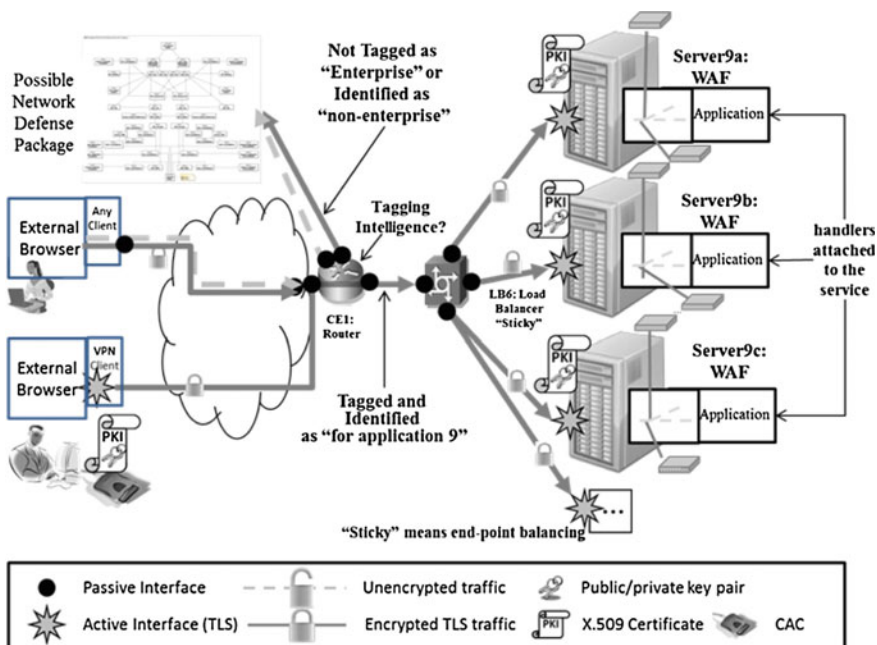 Not Tagged as
“Enterprise” or
Identified as
“non-enterprise”
Possible
Network
Defense
Package
Tagging
Intelligence?
External
Browser
Any
Client
External
Browser
VPN
Client
PKI
CE1:
Router
LB6: Load
Balancer
“Sticky”
Tagged and
Identified
as “for application 9”
PKI
Server9a:
WAF
Application
PKI
Server9b:
WAF
Application
handlers
attached
to the
service
PKI
Server9c:
WAF
Application
...
“Sticky” means end-point balancing
Passive Interface
Unencrypted traffic
Public/private key pair
Active Interface (TLS)
Encrypted TLS traffic
PKI
X.509 Certificate
CAC